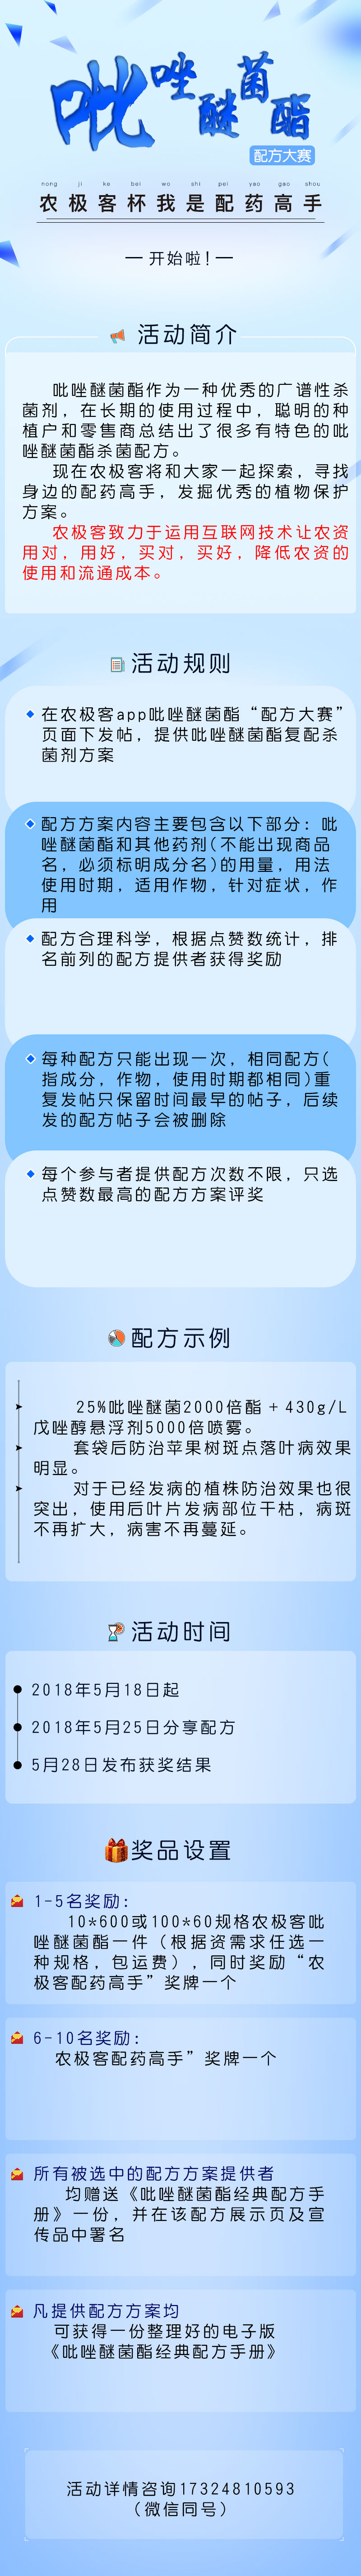 吡唑醚菌酯
配方大赛
nong ji ke bei wo shi pei yao gao shou
农极客杯我是配药高手
一 开始啦！一
活动简介
吡唑醚菌酯作为一种优秀的广谱性杀
菌剂，在长期的使用过程中，聪明的种
植户和零售商总结出了很多有特色的吡
唑醚菌酯杀菌配方。
现在农极客将和大家一起探索，寻找
身边的配药高手，发掘优秀的植物保护
方案。
农极客致力于运用互联网技术让农资
用对，用好，买对，买好，降低农资的
使用和流通成本。
活动规则
在农极客app吡唑醚菌酯“配方大赛”
页面下发帖，提供吡唑醚菌酯复配杀
菌剂方案
配方方案内容主要包含以下部分：吡
唑醚菌酯和其他药剂(不能出现商品
名，必须标明成分名)的用量，用法
使用时期，适用作物，针对症状，作
用
配方合理科学，根据点赞数统计，排
名前列的配方提供者获得奖励
每种配方只能出现一次，相同配方(
指成分，作物，使用时期都相同)重
复发帖只保留时间最早的帖子，后续
发的配方帖子会被删除
每个参与者提供配方次数不限，只选
点赞数最高的配方方案评奖
配方示例
25%吡唑醚菌2000倍酯 + 430g/L
戊唑醇悬浮剂5000倍喷雾。
套袋后防治苹果树斑点落叶病效果
明显。
对于已经发病的植株防治效果也很
突出，使用后叶片发病部位干枯，病斑
不再扩大，病害不再蔓延。
活动时间
2018年5月18日起
2018年5月25日分享配方
5月28日发布获奖结果
奖品设置
1-5名奖励：
10*600或100*60规格农极客吡
唑醚菌酯一件（根据资需求任选一
种规格，包运费），同时奖励“农
极客配药高手”奖牌一个
6-10名奖励：
农极客配药高手”奖牌一个
所有被选中的配方方案提供者
均赠送《吡唑醚菌酯经典配方手
册》一份，并在该配方展示页及宣
传品中署名
凡提供配方方案均
可获得一份整理好的电子版
《吡唑醚菌酯经典配方手册》
活动详情咨询17324810593
（微信同号）